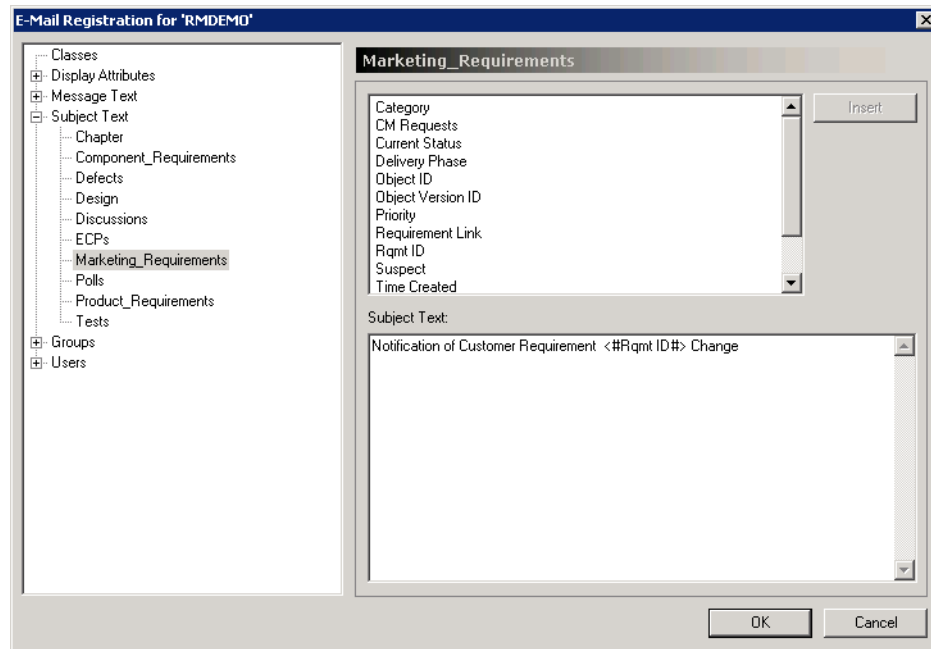 E-Mail Registration for 'RMDEMO'
Classes
Display Attributes
Message Text
Subject Text
Chapter
Component_Requirements
Defects
Design
Discussions
ECPs
Marketing_Requirements
Polls
Product_Requirements
Tests
Groups
Users
Marketing_Requirements
Category
CM Requests
Current Status
Delivery Phase
Object ID
Object Version ID
Priority
Requirement Link
Rqmt ID
Suspect
Time Created
Insert
Subject Text:
Notification of Customer Requirement <#Rqmt ID#> Change
OK
Cancel